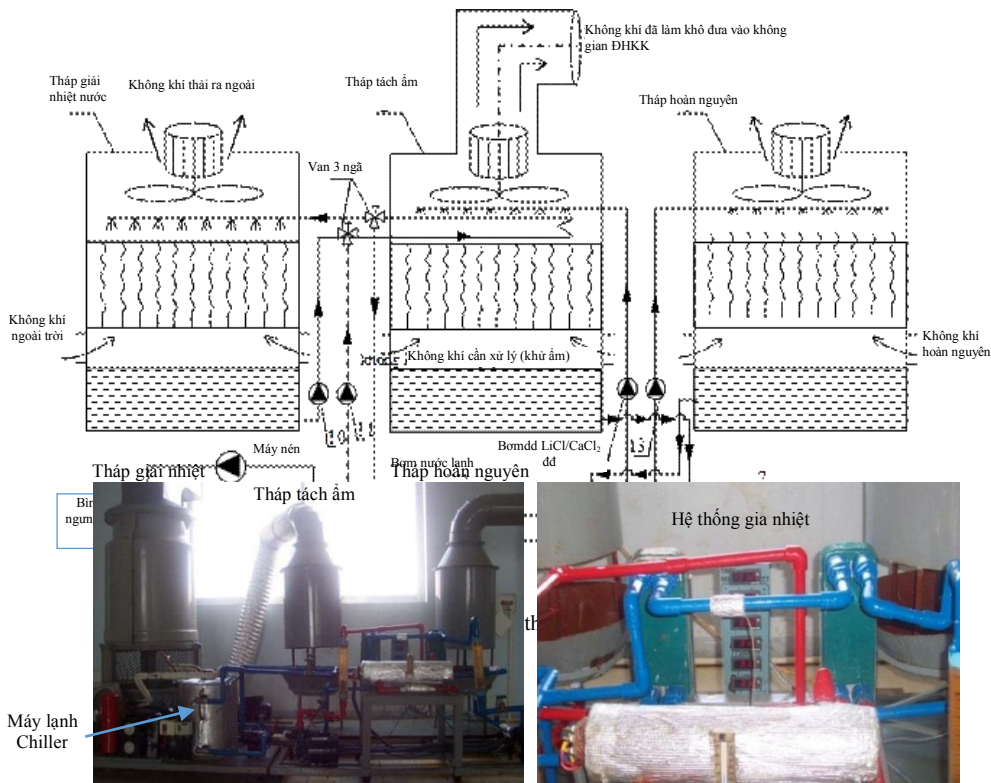 Không khí đã làm khô đưa vào không
gian ĐHKK
Tháp giải
nhiệt nước
Không khí thải ra ngoài
Tháp tách ẩm
Tháp hoàn nguyên
Van 3 ngã
Không khí
ngoài trời
Không khí cần xử lý (khử ẩm)
Không khí
hoàn nguyên
10
11
Máy nén
Bơm nước lạnh
Bơmdd LiCl/CaCl₂
đđ
13
Tháp giải nhiệt
Tháp tách ẩm
Tháp hoàn nguyên
Hệ thống gia nhiệt
Máy lạnh
Chiller